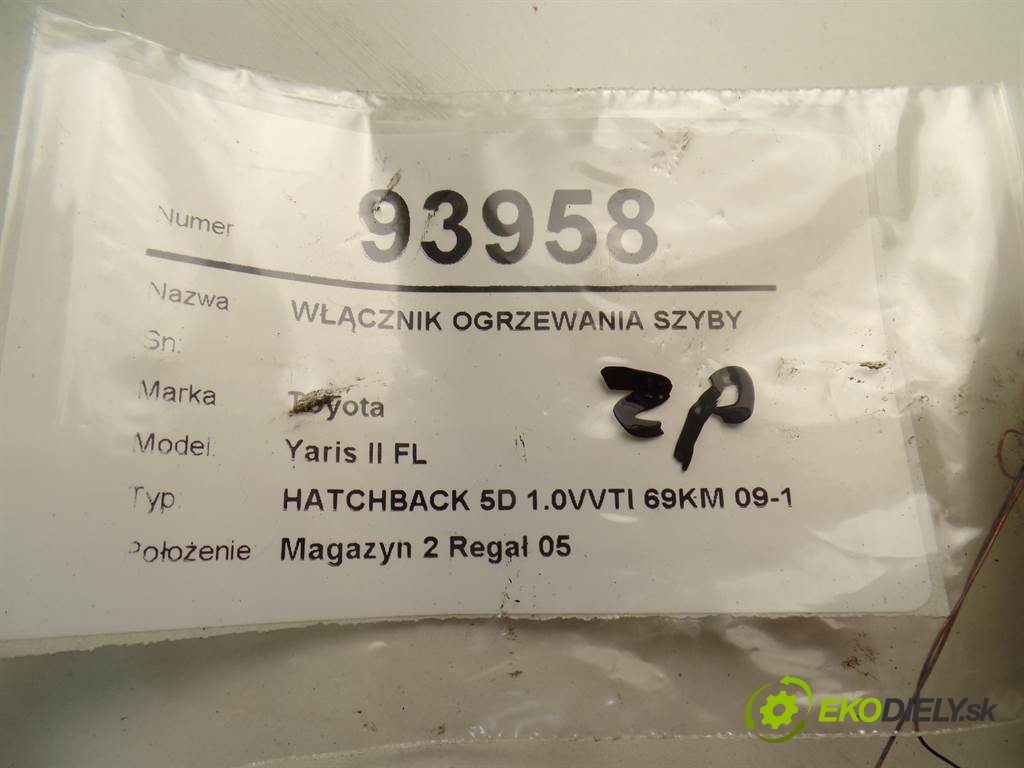 Numer 93958
Nazwa WŁĄCZNIK OGRZEWANIA SZYBY
Sn:
ZP
Marka Toyota
Model Yaris II FL
Typ. HATCHBACK 5D 1.0VVTI 69KM 09-1
Położenie Magazyn 2 Regał 05
EKODIELY.sk